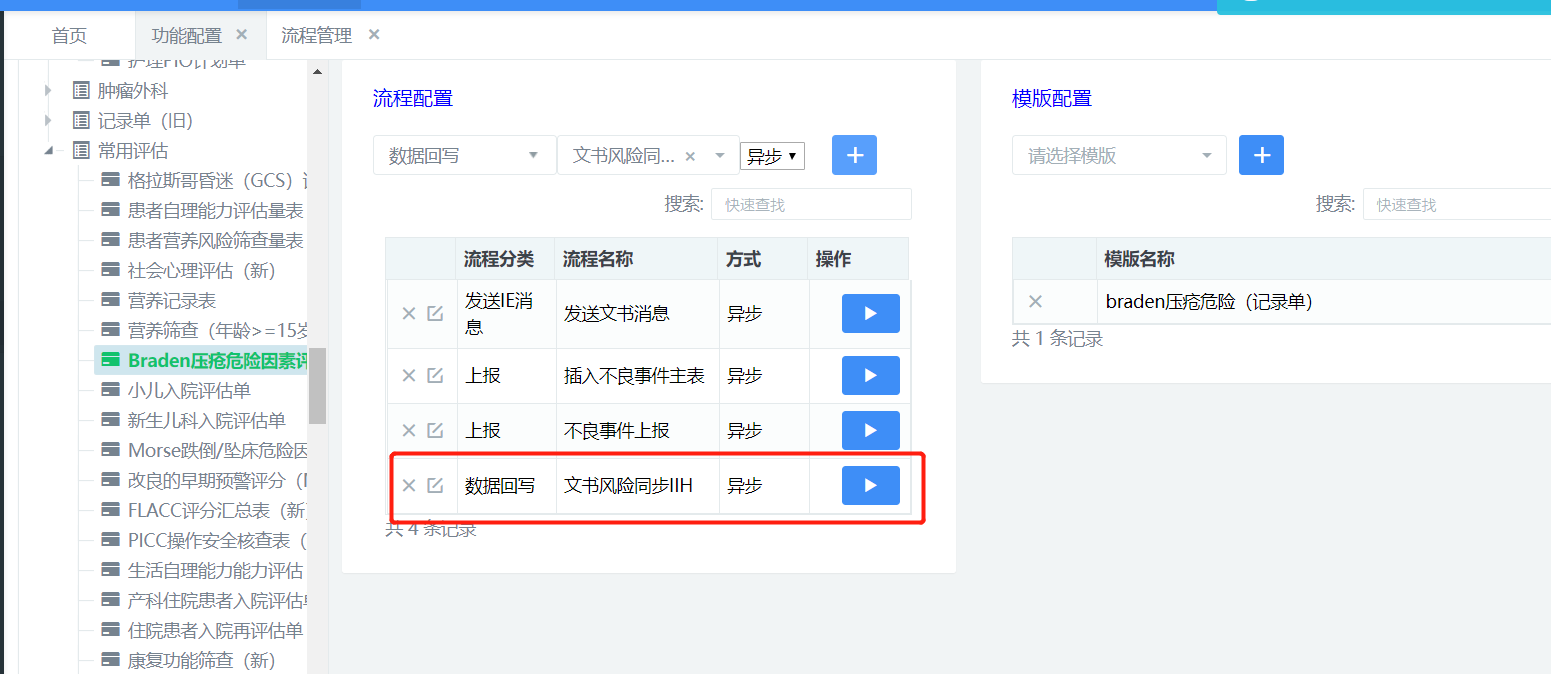 首页
功能配置 ×
流程管理 ×
护理PIO计划单
肿瘤外科
记录单（旧）
常用评估
格拉斯哥昏迷（GCS）
患者自理能力评估量表
患者营养风险筛查量表
社会心理评估（新）
营养记录表
营养筛查（年龄>=15岁
Braden压疮危险因素评
小儿入院评估单
新生儿科入院评估单
Morse跌倒/坠床危险因
改良的早期预警评分（
FLACC评分汇总表（新）
PICC操作安全核查表（
生活自理能力能力评估
产科住院患者入院评估单
住院患者入院再评估单
康复功能筛查（新）
流程配置
数据回写
文书风险同... ×
异步
搜索: 快速查找
流程分类 流程名称 方式 操作
发送IE消息 发送文书消息 异步
上报 插入不良事件主表 异步
上报 不良事件上报 异步
数据回写 文书风险同步IIH 异步
共 4 条记录
模版配置
请选择模版
搜索: 快速查找
模版名称
braden压疮危险（记录单）
共 1 条记录